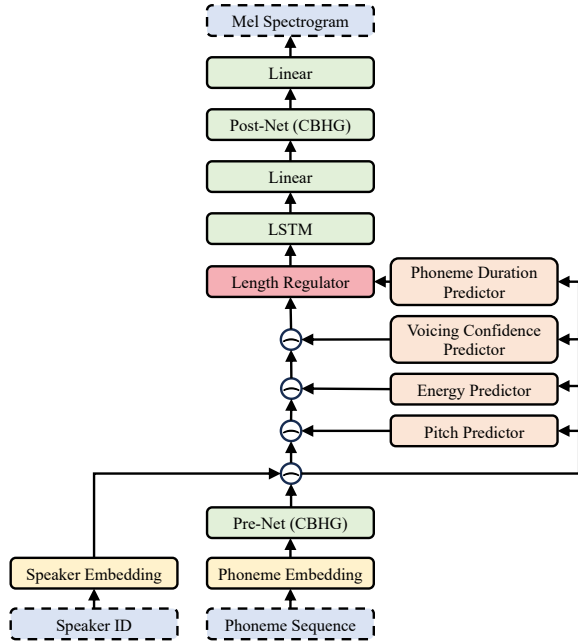 Mel Spectrogram
Linear
Post-Net (CBHG)
Linear
LSTM
Length Regulator
Phoneme Duration
Predictor
Voicing Confidence
Predictor
Energy Predictor
Pitch Predictor
Pre-Net (CBHG)
Speaker Embedding
Phoneme Embedding
Speaker ID
Phoneme Sequence